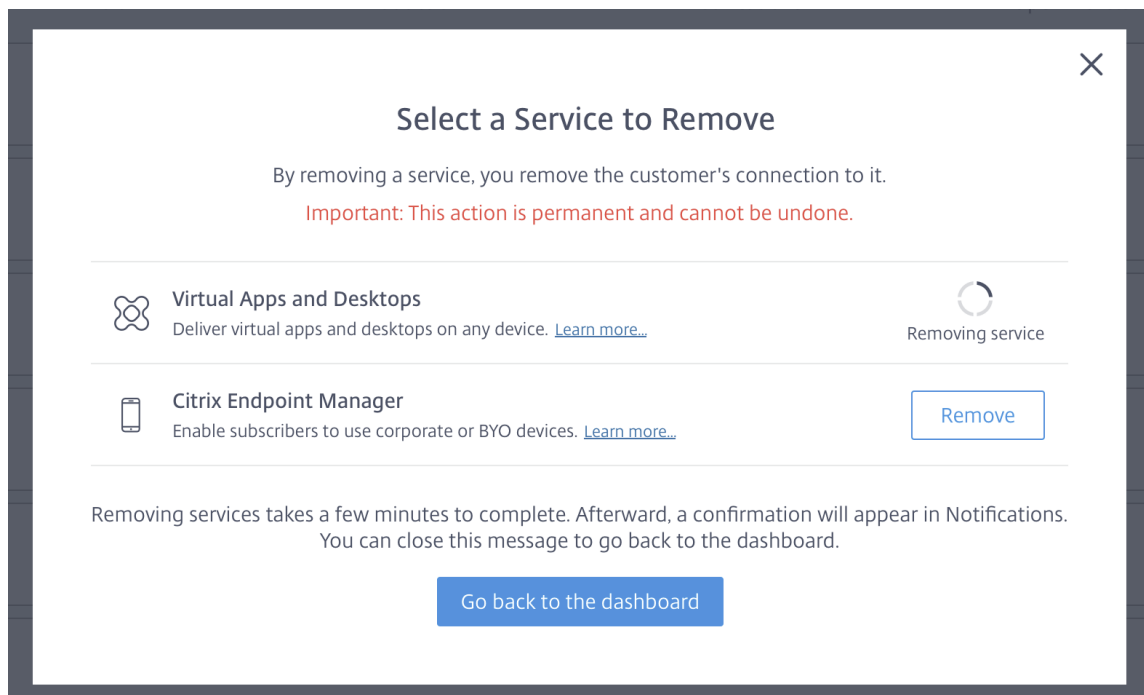 Select a Service to Remove
By removing a service, you remove the customer's connection to it.
Important: This action is permanent and cannot be undone.
Virtual Apps and Desktops
Deliver virtual apps and desktops on any device. Learn more...
Removing service
Citrix Endpoint Manager
Enable subscribers to use corporate or BYO devices. Learn more...
Remove
Removing services takes a few minutes to complete. Afterward, a confirmation will appear in Notifications.
You can close this message to go back to the dashboard.
Go back to the dashboard